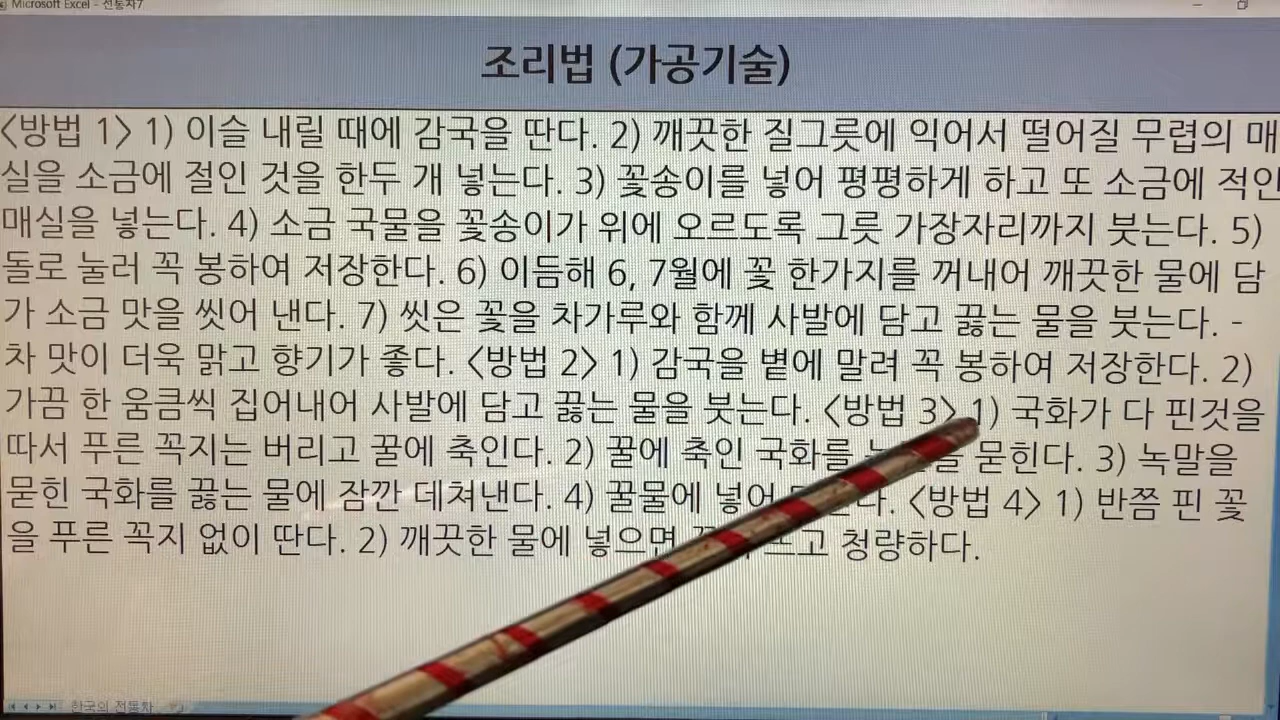 Microsoft Excel - 전통차7
조리법 (가공기술)
<방법 1> 1) 이슬 내릴 때에 감국을 딴다. 2) 깨끗한 질그릇에 익어서 떨어질 무렵의 매
실을 소금에 절인 것을 한두 개 넣는다. 3) 꽃송이를 넣어 평평하게 하고 또 소금에 적인
매실을 넣는다. 4) 소금 국물을 꽃송이가 위에 오르도록 그릇 가장자리까지 붓는다. 5)
돌로 눌러 꼭 봉하여 저장한다. 6) 이듬해 6, 7월에 꽃 한가지를 꺼내어 깨끗한 물에 담
가 소금 맛을 씻어 낸다. 7) 씻은 꽃을 차가루와 함께 사발에 담고 끓는 물을 붓는다. -
차 맛이 더욱 맑고 향기가 좋다. <방법 2> 1) 감국을 볕에 말려 꼭 봉하여 저장한다. 2)
가끔 한 움큼씩 집어내어 사발에 담고 끓는 물을 붓는다. <방법 3> 1) 국화가 다 핀것을
따서 푸른 꼭지는 버리고 꿀에 축인다. 2) 꿀에 축인 국화를 묻힌다. 3) 녹말을
묻힌 국화를 끓는 물에 잠깐 데쳐낸다. 4) 꿀물에 넣어 <방법 4> 1) 반쯤 핀 꽃
을 푸른 꼭지 없이 딴다. 2) 깨끗한 물에 넣으면 청량하다.
한국의 전통차